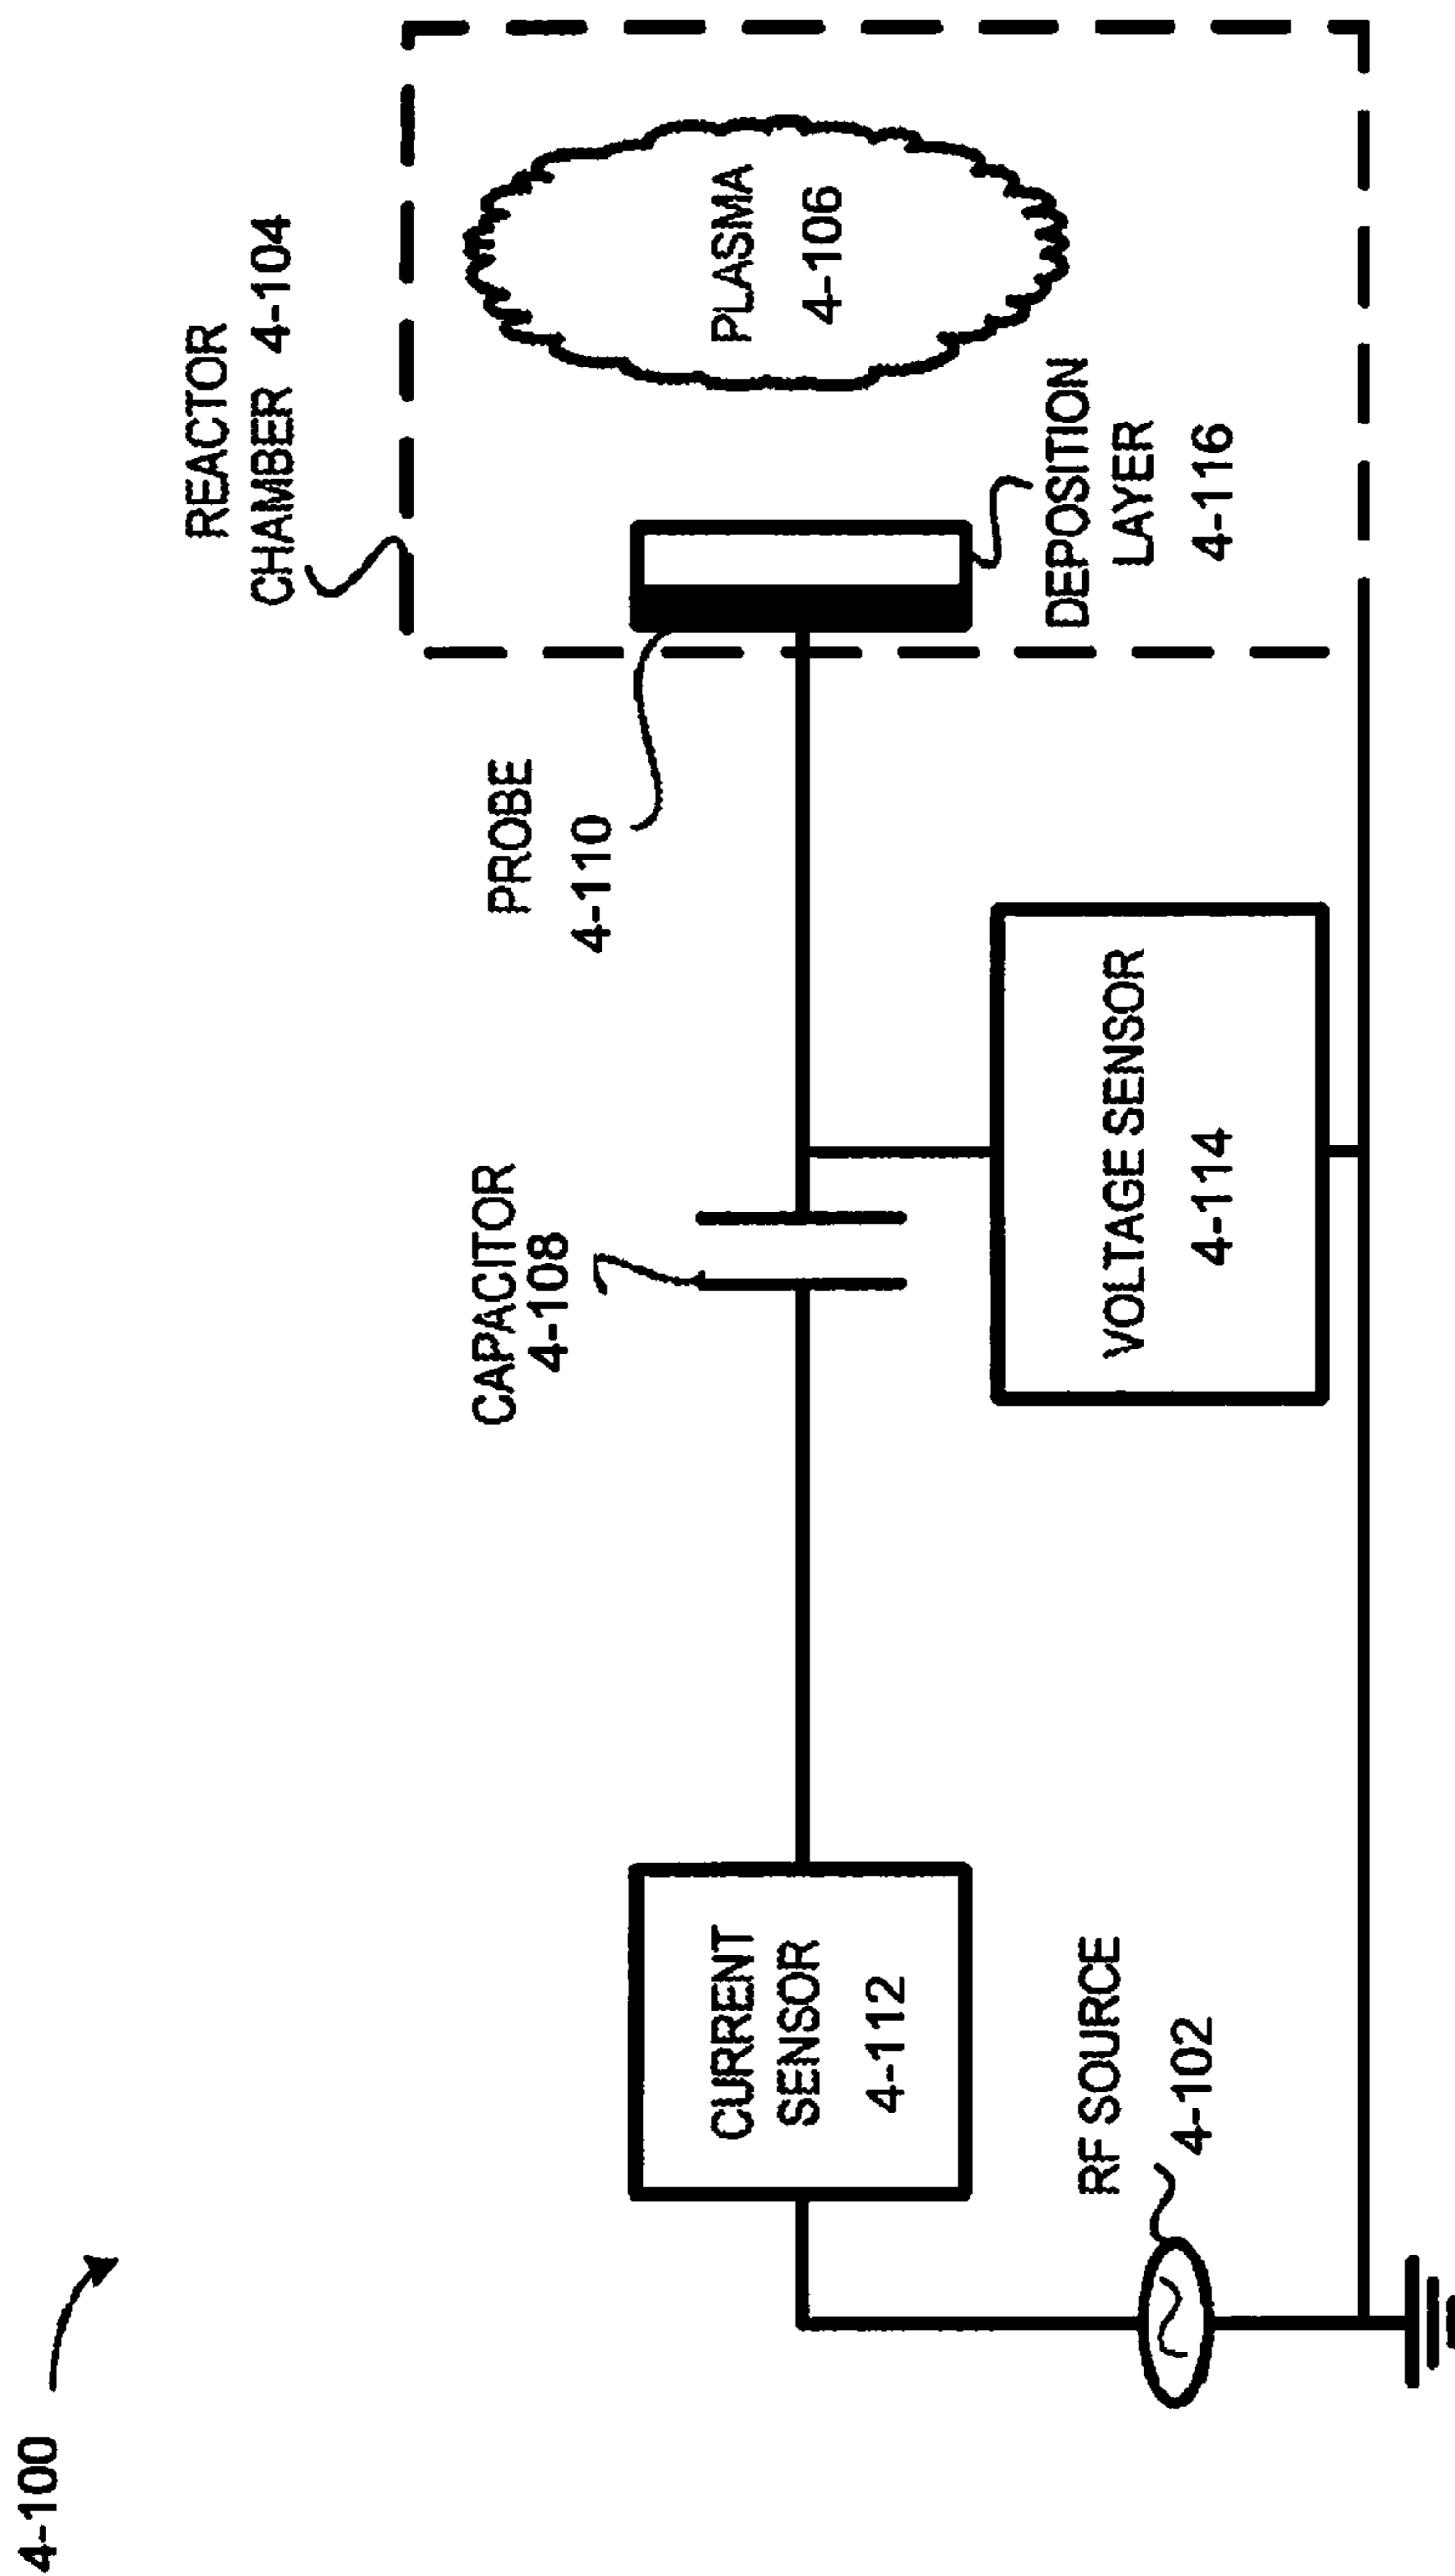 4-100
REACTOR
CHAMBER 4-104
PLASMA
4-106
DEPOSITION
LAYER
4-116
PROBE
4-110
CAPACITOR
4-108
VOLTAGE SENSOR
4-114
CURRENT
SENSOR
4-112
RF SOURCE
4-102